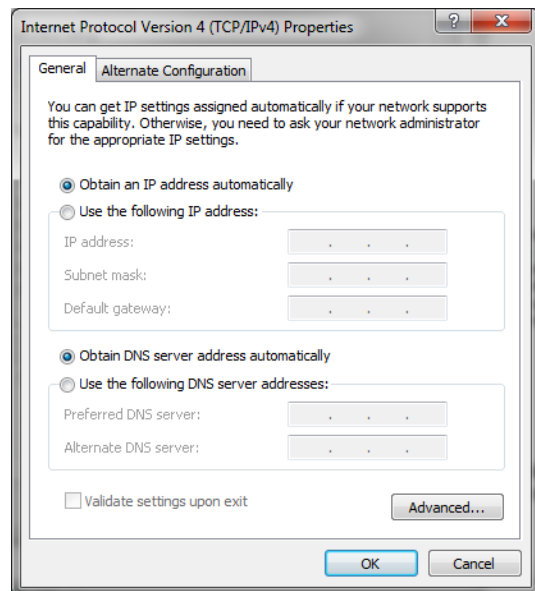 Internet Protocol Version 4 (TCP/IPv4) Properties
General
Alternate Configuration
You can get IP settings assigned automatically if your network supports
this capability. Otherwise, you need to ask your network administrator
for the appropriate IP settings.
Obtain an IP address automatically
Use the following IP address:
IP address:
Subnet mask:
Default gateway:
Obtain DNS server address automatically
Use the following DNS server addresses:
Preferred DNS server:
Alternate DNS server:
Validate settings upon exit
Advanced...
OK
Cancel